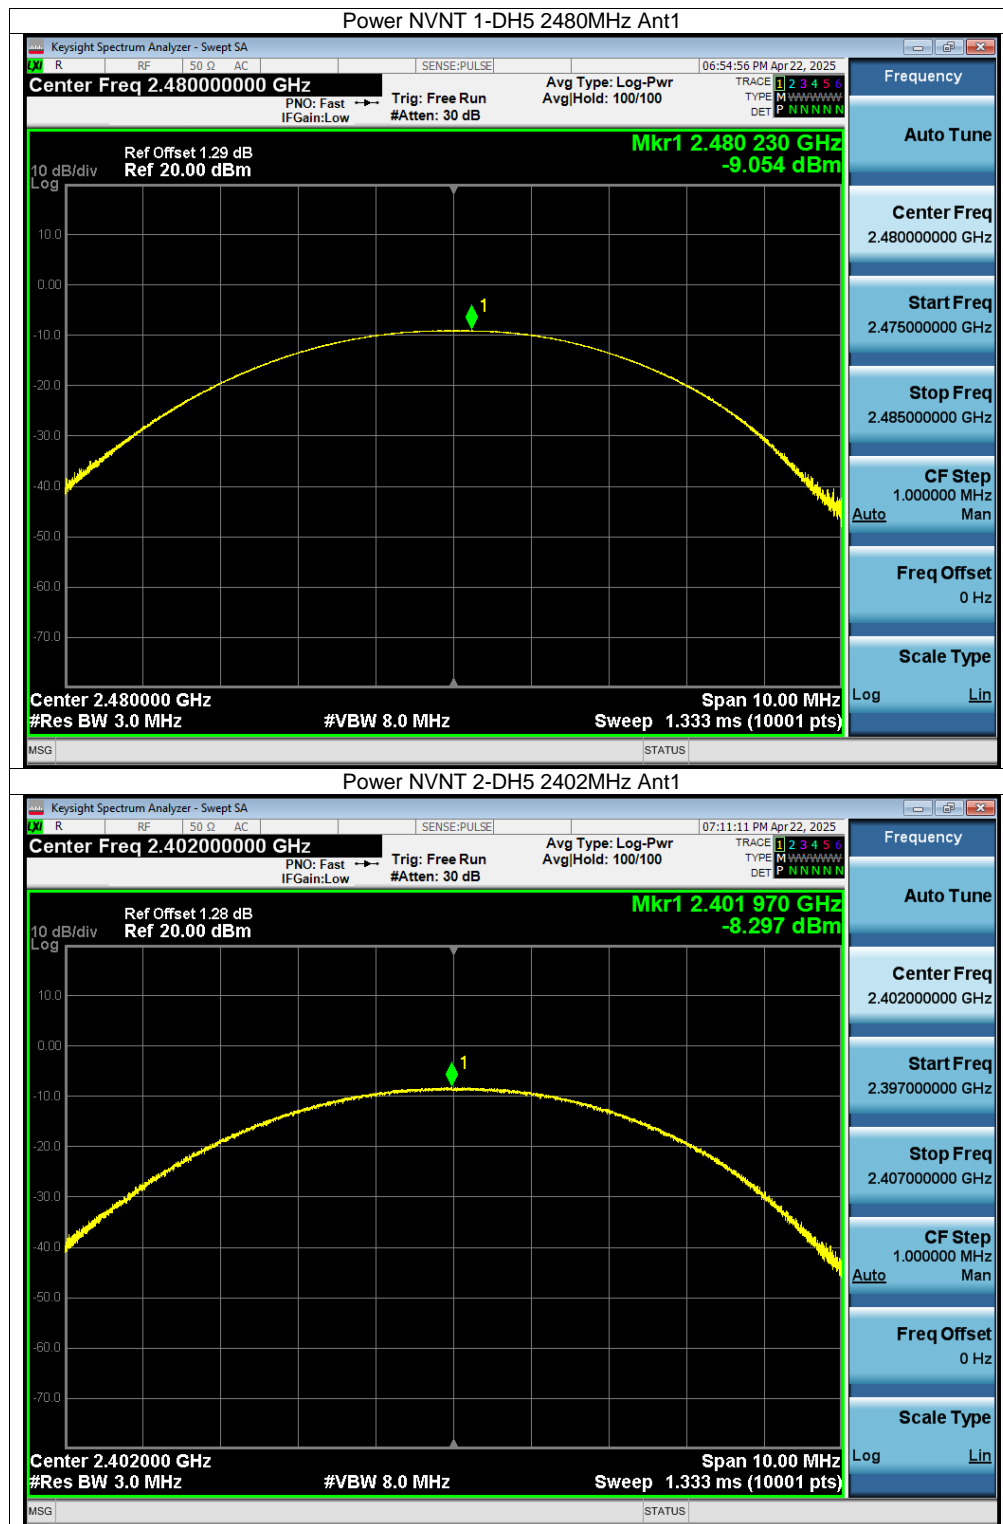 Power NVNT 1-DH5 2480MHz Ant1
Keysight Spectrum Analyzer - Swept SA
LXI R RF 50 Ω AC SENSE:PULSE 06:54:56 PM Apr 22, 2025
Center Freq 2.480000000 GHz
PNO: Fast
IFGain:Low
Trig: Free Run
#Atten: 30 dB
Avg Type: Log-Pwr
Avg|Hold: 100/100
TRACE 1 2 3 4 5 6
TYPE M WWWWW
DET P N N N N N
Frequency
Auto Tune
Center Freq
2.480000000 GHz
Start Freq
2.475000000 GHz
Stop Freq
2.485000000 GHz
CF Step
1.000000 MHz
Auto Man
Freq Offset
0 Hz
Scale Type
Log Lin
Mkr1 2.480 230 GHz
-9.054 dBm
Ref Offset 1.29 dB
10 dB/div Ref 20.00 dBm
Log
10.0
0.00
1
-10.0
-20.0
-30.0
-40.0
-50.0
-60.0
-70.0
Center 2.480000 GHz Span 10.00 MHz
#Res BW 3.0 MHz #VBW 8.0 MHz Sweep 1.333 ms (10001 pts)
MSG STATUS
Power NVNT 2-DH5 2402MHz Ant1
Keysight Spectrum Analyzer - Swept SA
LXI R RF 50 Ω AC SENSE:PULSE 07:11:11 PM Apr 22, 2025
Center Freq 2.402000000 GHz
PNO: Fast
IFGain:Low
Trig: Free Run
#Atten: 30 dB
Avg Type: Log-Pwr
Avg|Hold: 100/100
TRACE 1 2 3 4 5 6
TYPE M WWWWW
DET P N N N N N
Frequency
Auto Tune
Center Freq
2.402000000 GHz
Start Freq
2.397000000 GHz
Stop Freq
2.407000000 GHz
CF Step
1.000000 MHz
Auto Man
Freq Offset
0 Hz
Scale Type
Log Lin
Mkr1 2.401 970 GHz
-8.297 dBm
Ref Offset 1.28 dB
10 dB/div Ref 20.00 dBm
Log
10.0
0.00
1
-10.0
-20.0
-30.0
-40.0
-50.0
-60.0
-70.0
Center 2.402000 GHz Span 10.00 MHz
#Res BW 3.0 MHz #VBW 8.0 MHz Sweep 1.333 ms (10001 pts)
MSG STATUS